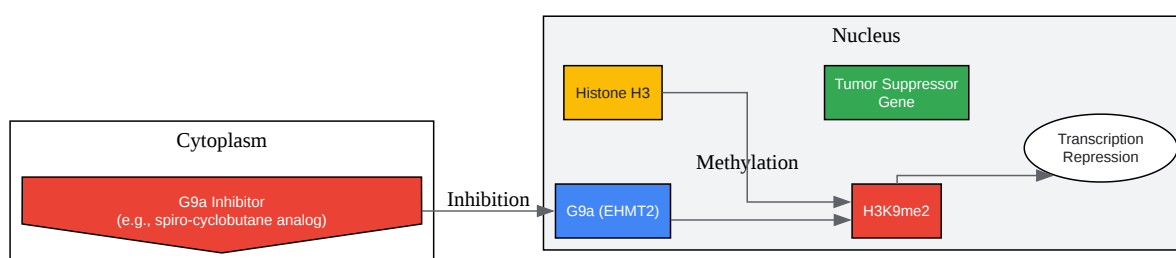 Nucleus
Histone H3
Tumor Suppressor
Gene
Cytoplasm
Transcription
Repression
Methylation
G9a Inhibitor
(e.g., spiro-cyclobutane analog)
Inhibition
G9a (EHMT2)
H3K9me2